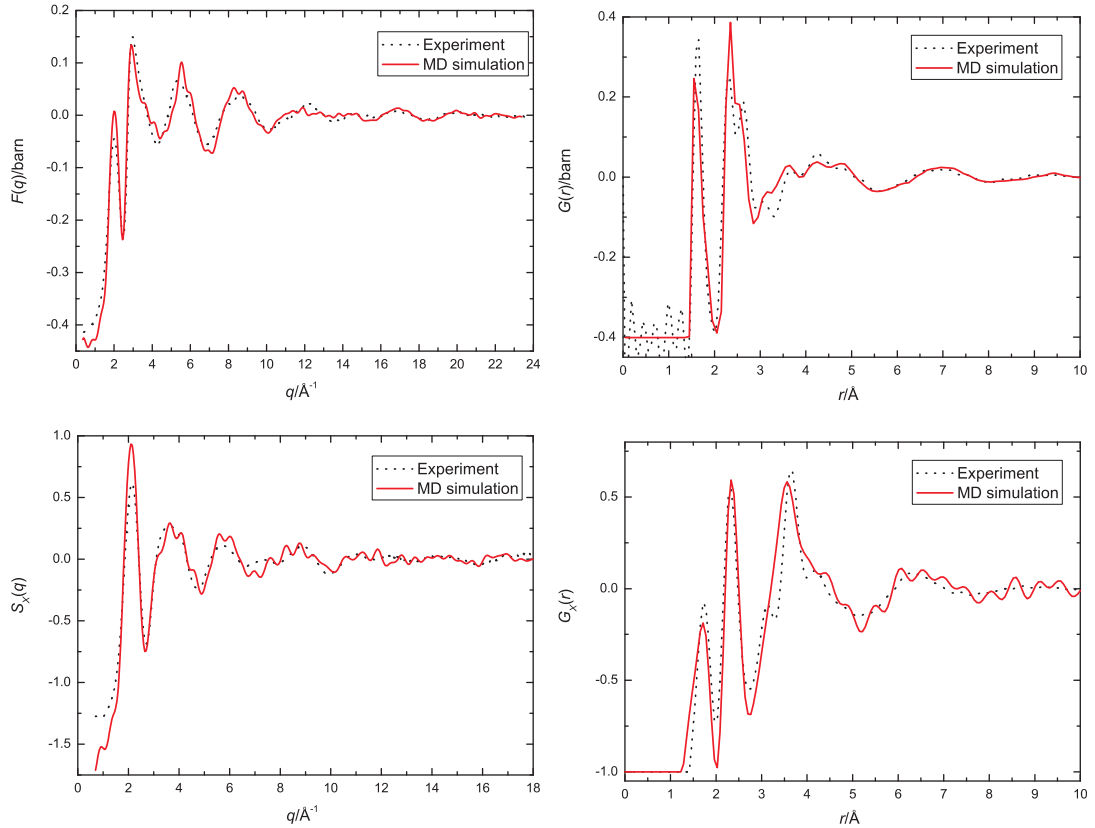 0.2
0.1
0.0
-0.1
-0.2
-0.3
-0.4
F(q)/barn
Experiment
MD simulation
0 2 4 6 8 10 12 14 16 18 20 22 24
q/Å⁻¹
0.4
0.2
0.0
-0.2
-0.4
G(r)/barn
Experiment
MD simulation
0 1 2 3 4 5 6 7 8 9 10
r/Å
1.0
0.5
0.0
-0.5
-1.0
-1.5
Sₓ(q)
Experiment
MD simulation
0 2 4 6 8 10 12 14 16 18
q/Å⁻¹
0.5
0.0
-0.5
-1.0
Gₓ(r)
Experiment
MD simulation
0 1 2 3 4 5 6 7 8 9 10
r/Å